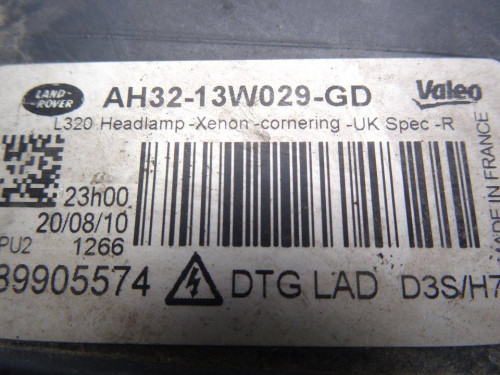 LAND-
ROVER
AH32-13W029-GD
Valeo
L320 Headlamp -Xenon -cornering -UK Spec -R
23h00
20/08/10
PU2 1266
89905574
DTG LAD D3S/H7
MADE IN FRANCE